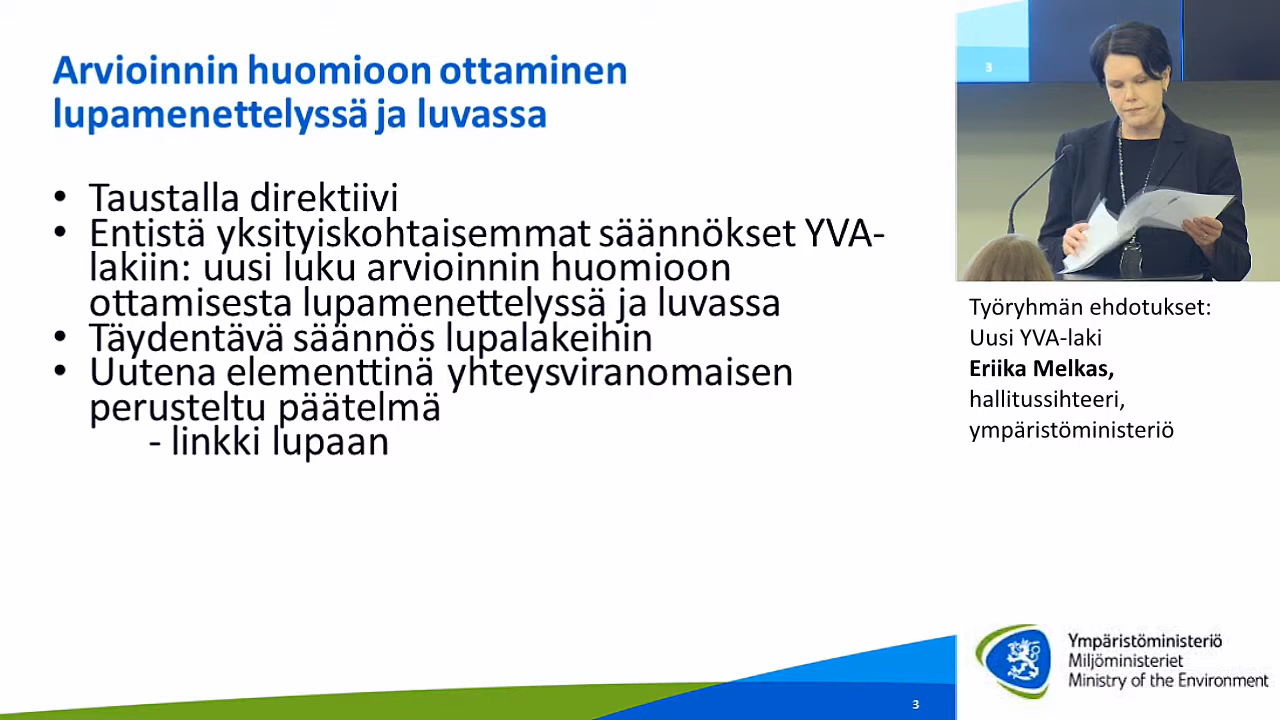 Arvioinnin huomioon ottaminen
lupamenettelyssä ja luvassa
• Taustalla direktiivi
• Entistä yksityiskohtaisemmat säännökset YVA-
lakiin: uusi luku arvioinnin huomioon
ottamisesta lupamenettelyssä ja luvassa
• Täydentävä säännös lupalakeihin
• Uutena elementtinä yhteysviranomaisen
perusteltu päätelmä
- linkki lupaan
3
3
Työryhmän ehdotukset:
Uusi YVA-laki
Eriika Melkas,
hallitussihteeri,
ympäristöministeriö
Ympäristöministeriö
Miljöministeriet
Ministry of the Environment